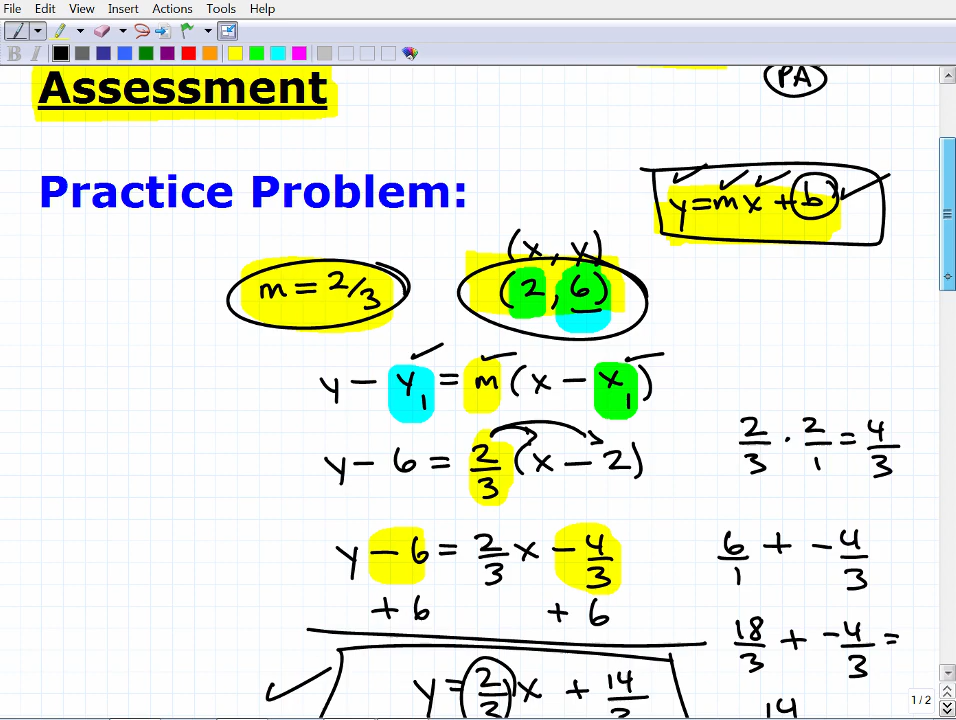 File Edit View Insert Actions Tools Help
B I
Assessment
PA
Practice Problem:
y = mx + b
(x, y)
m = 2/3 (2, 6)
y - y₁ = m (x - x₁)
y - 6 = 2/3 (x - 2)
2/3 · 2/1 = 4/3
y - 6 = 2/3 x - 4/3
6/1 + -4/3
+ 6 + 6
18/3 + -4/3 =
y = 2/3 x + 14/3
14
1 / 2